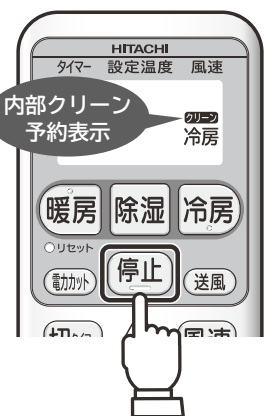 HITACHI
タイマー 設定温度 風速
内部クリーン
予約表示
クリーン
冷房
暖房 除湿 冷房
リセット
電力カット 停止 送風
風速